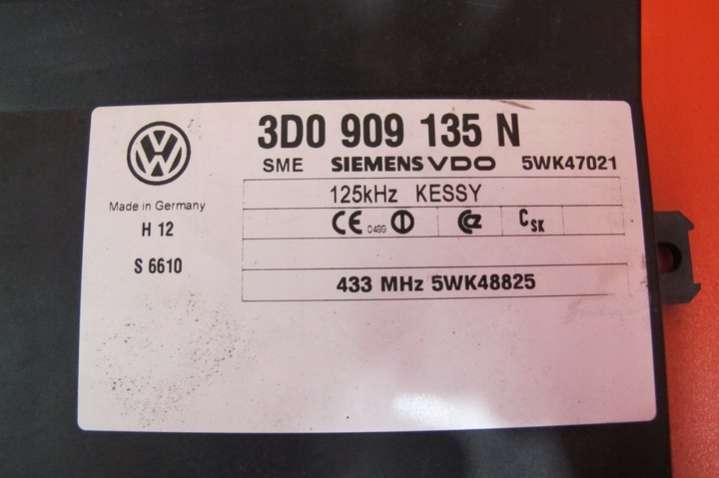 3D0 909 135 N
SME SIEMENS VDO 5WK47021
125kHz KESSY
Made in Germany
CE 0499 CSK
H 12
S 6610
433 MHz 5WK48825